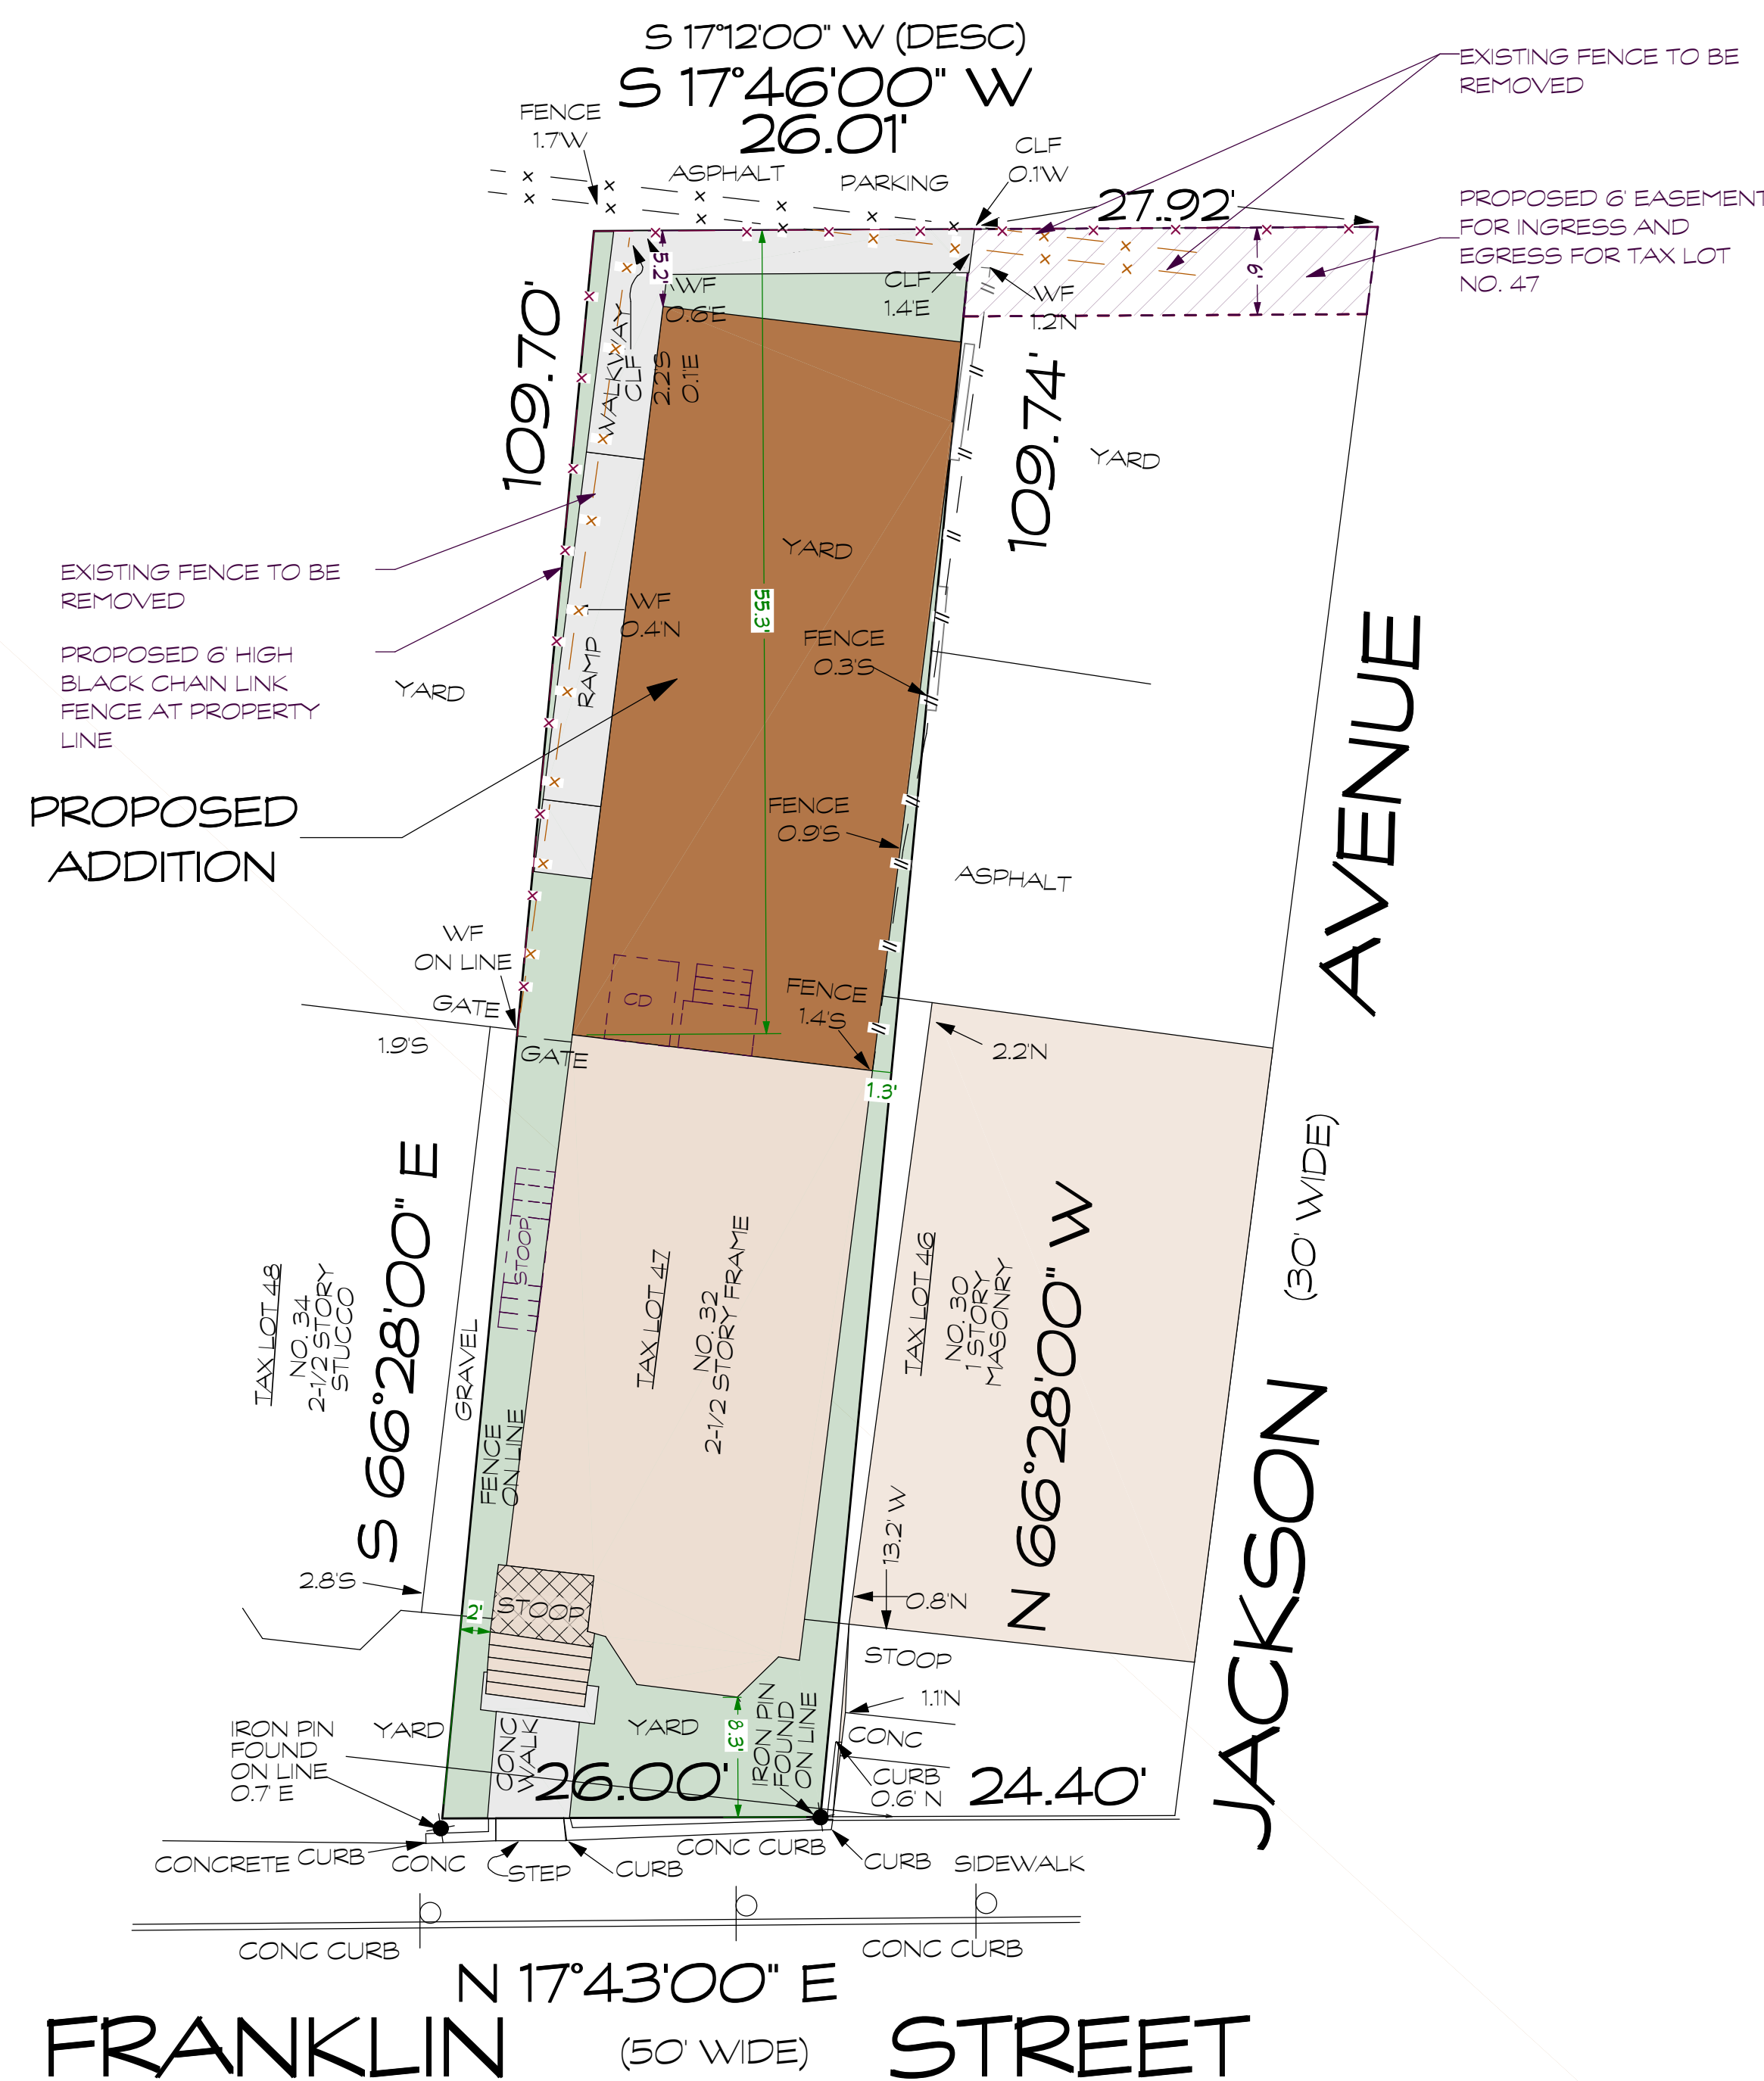 S 17°12'00" W (DESC)
S 17°46'00" W
26.01'
EXISTING FENCE TO BE
REMOVED
FENCE
1.7'W
ASPHALT
PARKING
CLF
0.1'W
27.92'
PROPOSED 6' EASEMENT
FOR INGRESS AND
EGRESS FOR TAX LOT
NO. 47
5.2'
6'
WF
0.6'E
CLF
1.4'E
WF
1.2'N
109.70'
WALKWAY
CLF
2.2'S
0.1'E
109.74'
YARD
YARD
EXISTING FENCE TO BE
REMOVED
WF
0.4'N
55.3'
FENCE
0.3'S
PROPOSED 6' HIGH
BLACK CHAIN LINK
FENCE AT PROPERTY
LINE
YARD
RAMP
PROPOSED
ADDITION
FENCE
0.9'S
ASPHALT
AVENUE
WF
ON LINE
GATE
1.9'S
GATE
CD
FENCE
1.4'S
2.2'N
1.3'
(30' WIDE)
S 66°28'00" E
N 66°28'00" W
STOOP
TAX LOT 48
NO. 34
2-1/2 STORY
STUCCO
GRAVEL
FENCE
ON LINE
TAX LOT 47
NO. 32
2-1/2 STORY FRAME
TAX LOT 46
NO. 30
1 STORY
MASONRY
JACKSON
13.2' W
2.8'S
2'
STOOP
0.8'N
STOOP
1.1'N
CONC
CURB
0.6' N
IRON PIN
FOUND
ON LINE
0.7' E
YARD
CONC
WALK
YARD
8.3'
IRON PIN
FOUND
ON LINE
26.00'
24.40'
CONCRETE
CURB
CONC
STEP
CURB
CONC CURB
CURB
SIDEWALK
CONC CURB
CONC CURB
N 17°43'00" E
FRANKLIN
(50' WIDE)
STREET